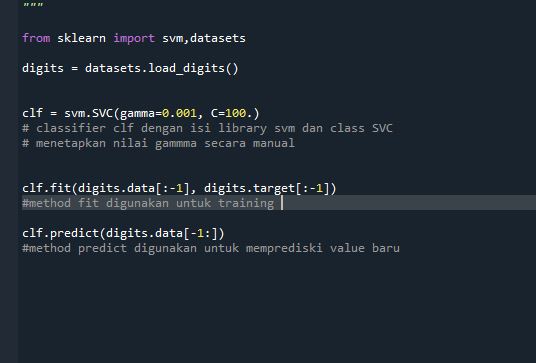 """
from sklearn import svm,datasets
digits = datasets.load_digits()
clf = svm.SVC(gamma=0.001, C=100.)
# classifier clf dengan isi library svm dan class SVC
# menetapkan nilai gammma secara manual
clf.fit(digits.data[:-1], digits.target[:-1])
#method fit digunakan untuk training
clf.predict(digits.data[-1:])
#method predict digunakan untuk memprediski value baru